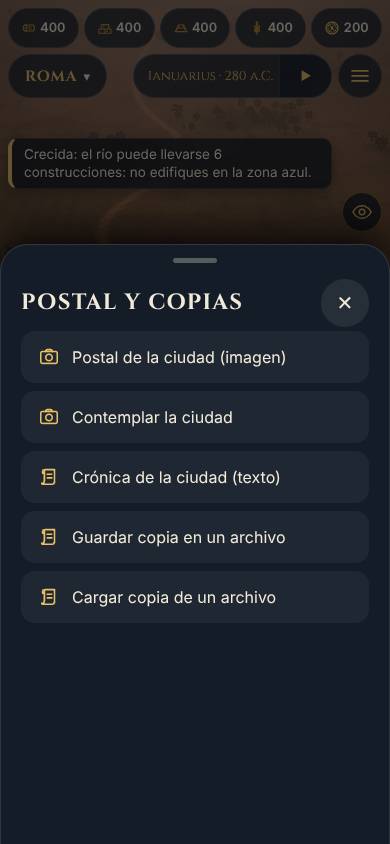 400 400 400 400 200
ROMA ▾ IANUARIUS · 280 A.C.
Crecida: el río puede llevarse 6
construcciones: no edifiques en la zona azul.
POSTAL Y COPIAS
Postal de la ciudad (imagen)
Contemplar la ciudad
Crónica de la ciudad (texto)
Guardar copia en un archivo
Cargar copia de un archivo